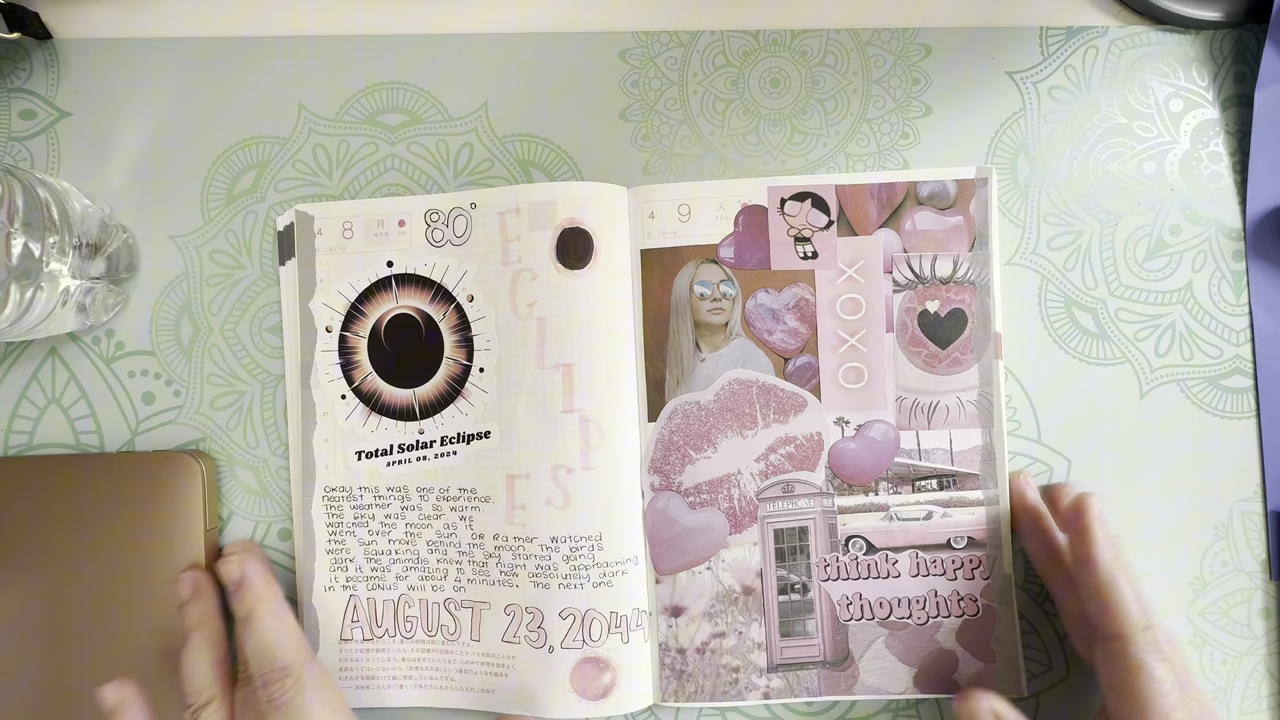 4 8 月
MON
80°
ECLIPSE
Total Solar Eclipse
APRIL 08, 2024
Okay this was one of the
neatest things to experience.
The weather was so warm.
The sky was clear we
watched the moon as it
went over the sun. OR Rather watched
the sun move behind the moon. The birds
were squaking and the sky started going
dark. The animals knew that night was approaching
and it was amazing to see how absolutely dark
it became for about 4 minutes. The next one
in the CONUS will be on
AUGUST 23, 2044
4 9 火
TUE
XOXO
TELEPHONE
think happy
thoughts